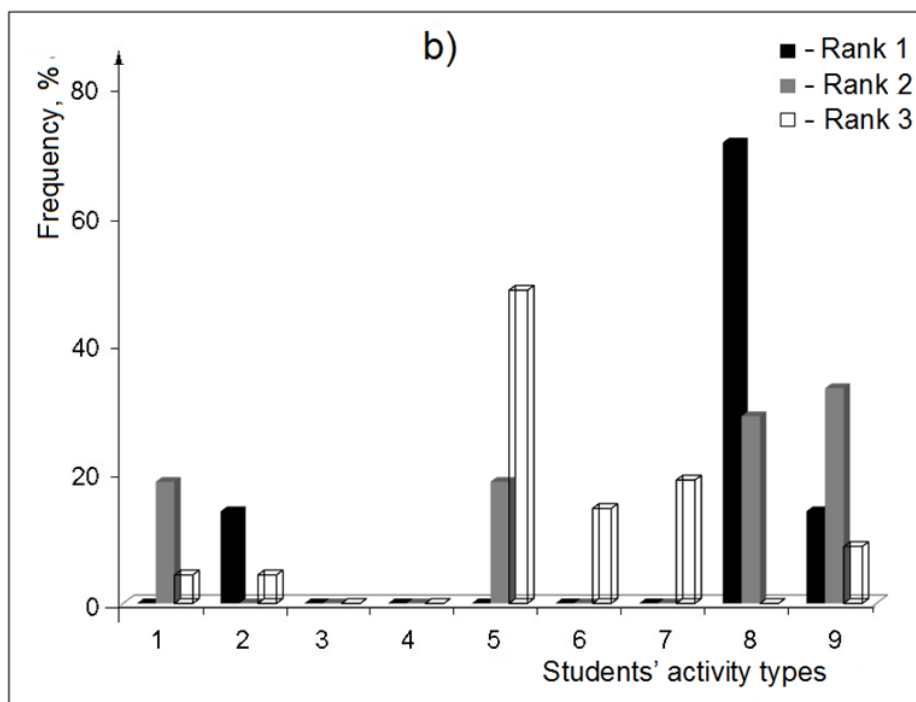 b)
- Rank 1
- Rank 2
- Rank 3
Frequency, %
80
60
40
20
0
1 2 3 4 5 6 7 8 9
Students’ activity types